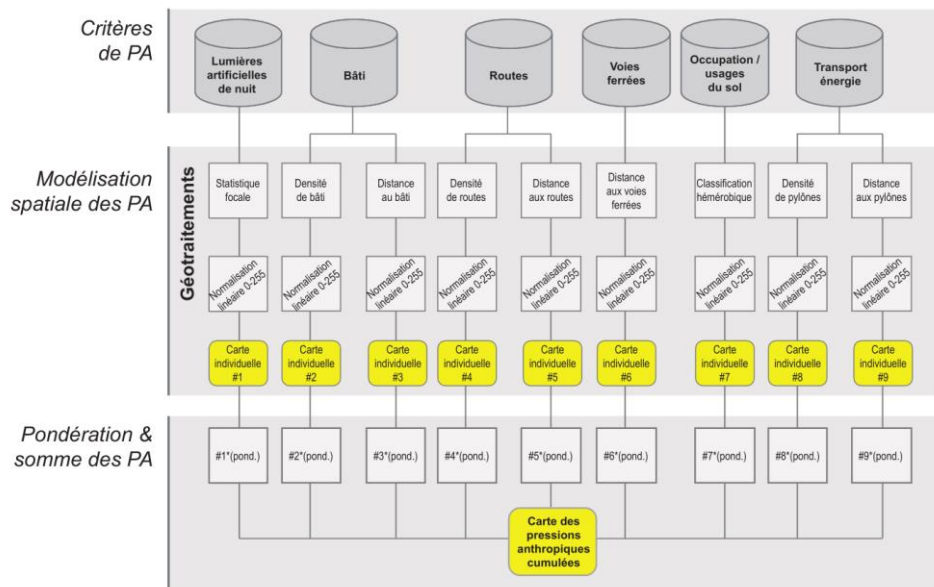 Critères
de PA
Lumières
artificielles
de nuit
Bâti
Routes
Voies
ferrées
Occupation /
usages
du sol
Transport
énergie
Modélisation
spatiale des PA
Géotraitements
Statistique
focale
Densité
de bâti
Distance
au bâti
Densité
de routes
Distance
aux routes
Distance
aux voies
ferrées
Classification
hémérobique
Densité
de pylônes
Distance
aux pylônes
Normalisation
linéaire 0-255
Normalisation
linéaire 0-255
Normalisation
linéaire 0-255
Normalisation
linéaire 0-255
Normalisation
linéaire 0-255
Normalisation
linéaire 0-255
Normalisation
linéaire 0-255
Normalisation
linéaire 0-255
Normalisation
linéaire 0-255
Carte
individuelle
#1
Carte
individuelle
#2
Carte
individuelle
#3
Carte
individuelle
#4
Carte
individuelle
#5
Carte
individuelle
#6
Carte
individuelle
#7
Carte
individuelle
#8
Carte
individuelle
#9
Pondération &
somme des PA
#1*(pond.)
#2*(pond.)
#3*(pond.)
#4*(pond.)
#5*(pond.)
#6*(pond.)
#7*(pond.)
#8*(pond.)
#9*(pond.)
Carte des
pressions
anthropiques
cumulées